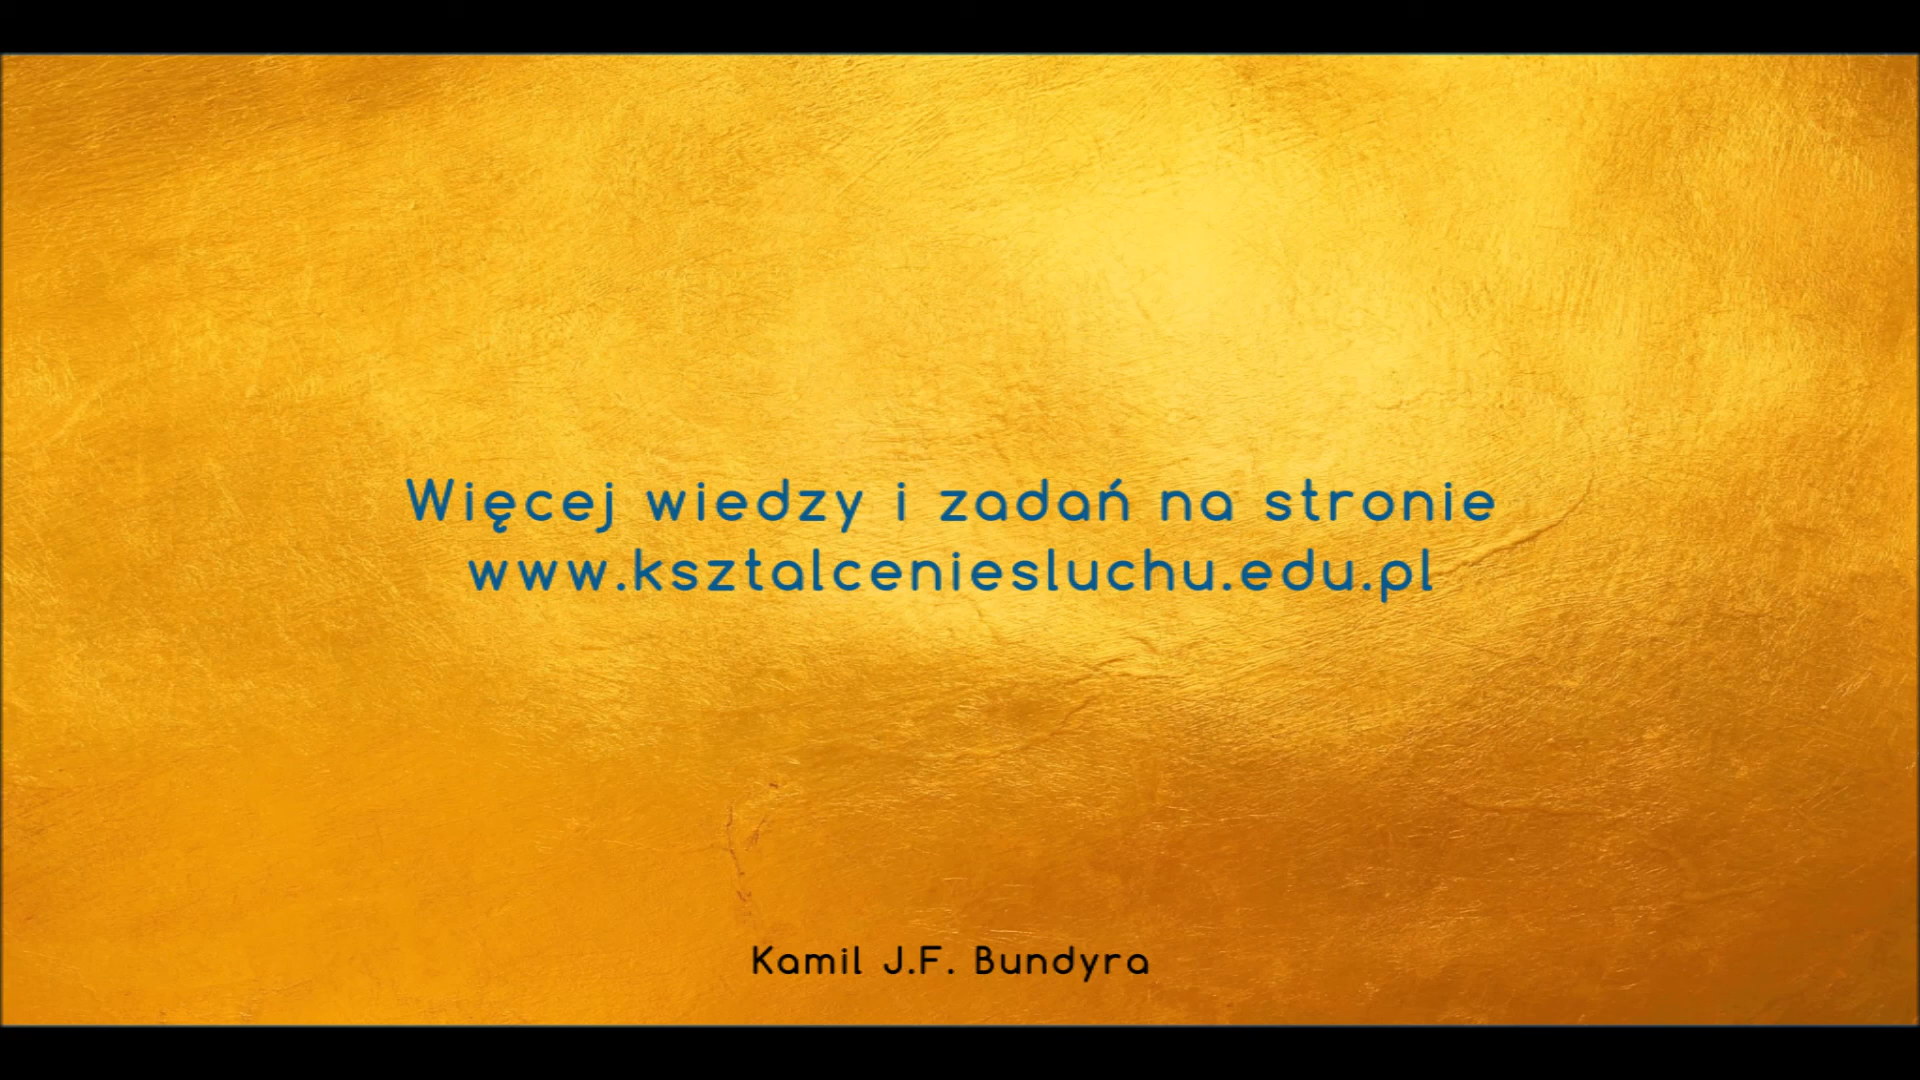 Więcej wiedzy i zadań na stronie
www.ksztalceniesluchu.edu.pl
Kamil J.F. Bundyra